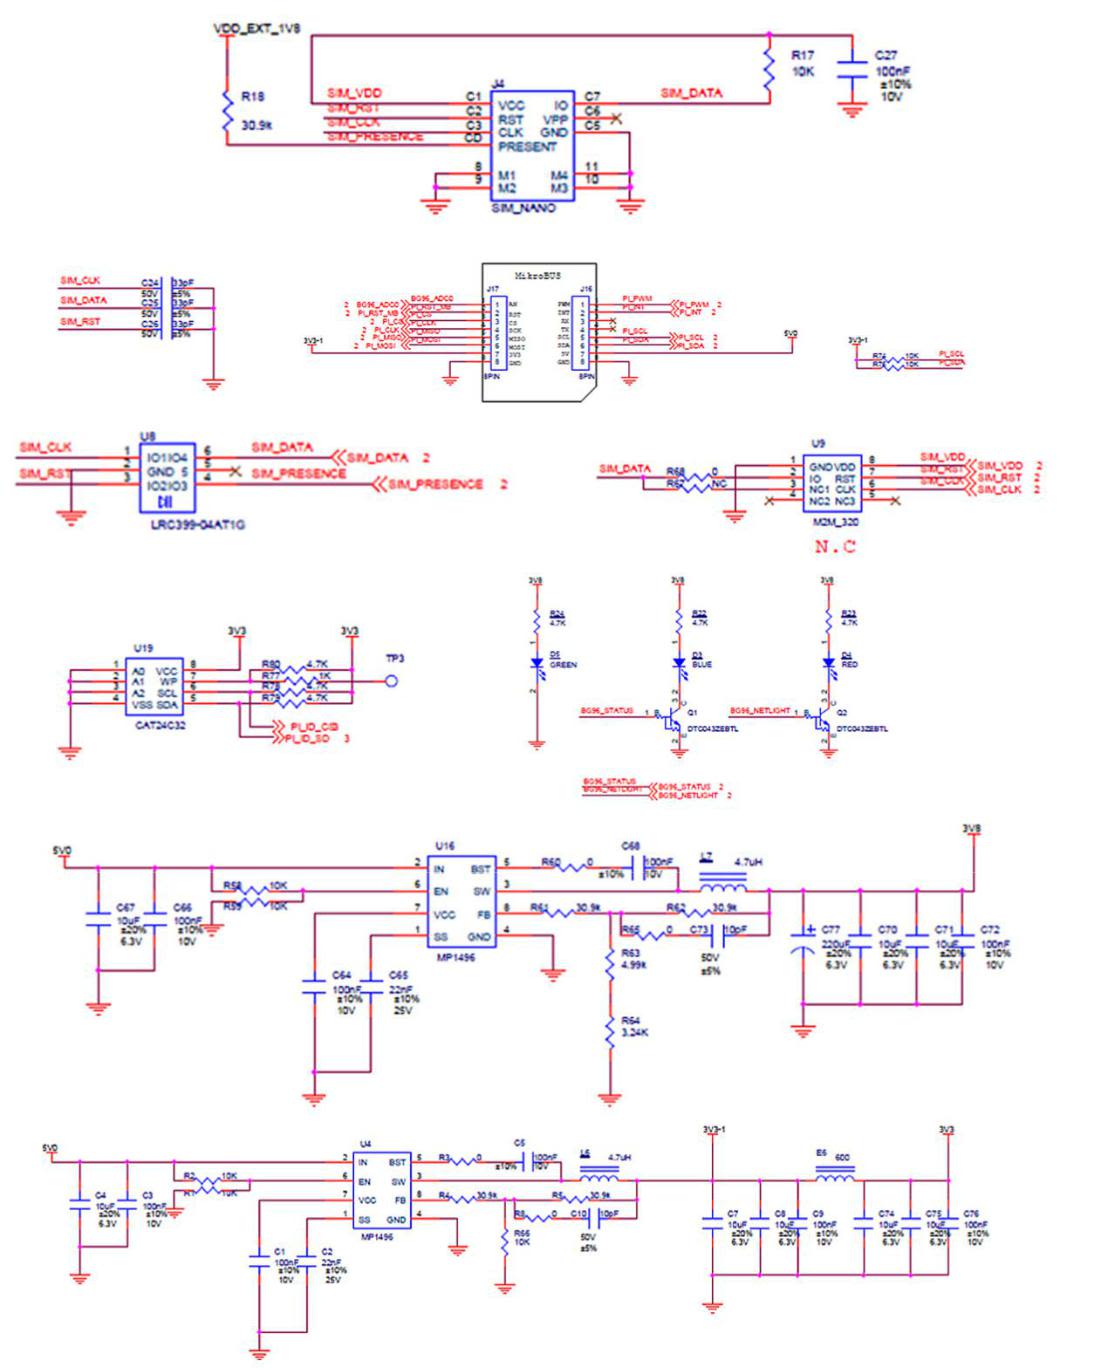 VDD_EXT_1V8
R17
10K
C27
100nF
±10%
10V
R18
30.9k
J4
SIM_VDD
C1
VCC
IO
C7
SIM_DATA
SIM_RST
C2
RST
VPP
C6
SIM_CLK
C3
CLK
GND
C5
SIM_PRESENCE
CD
PRESENT
8
M1
M4
11
9
M2
M3
10
SIM_NANO
MikroBUS
SIM_CLK
C24
33pF
50V
±5%
SIM_DATA
C25
33pF
50V
±5%
SIM_RST
C26
33pF
50V
J17
J16
2
BG96_ADC0
BG96_ADC0
1
AN
PWM
1
PI_PWM
PI_PWM 2
2
PI_RST_MB
PI_RST_MB
2
RST
INT
2
PI_INT
PI_INT 2
2
PI_CS
PI_CS
3
CS
RX
3
2
PI_CLK
PI_CLK
4
SCK
TX
4
2
PI_MISO
PI_MISO
5
MISO
SCL
5
PI_SCL
PI_SCL 2
2
PI_MOSI
PI_MOSI
6
MOSI
SDA
6
PI_SDA
PI_SDA 2
3V3-1
7
3V3
5V
7
5V0
8
GND
GND
8
8PIN
8PIN
3V3-1
R74
10K
PI_SCL
10K
PI_SDA
U8
SIM_CLK
1
IO1
IO4
6
SIM_DATA
SIM_DATA 2
2
GND
5
5
SIM_RST
3
IO2
IO3
4
SIM_PRESENCE
SIM_PRESENCE 2
LRC399-04AT1G
U9
SIM_DATA
R68
0
R67
NC
1
GND
VDD
8
SIM_VDD
SIM_VDD 2
2
IO
RST
7
SIM_RST
SIM_RST 2
3
NC1
CLK
6
SIM_CLK
SIM_CLK 2
4
NC2
NC3
5
M2M_320
N.C
U19
3V3
3V3
TP3
1
A0
VCC
8
R80
4.7K
2
A1
WP
7
R77
1K
3
A2
SCL
6
R78
4.7K
4
VSS
SDA
5
R79
4.7K
CAT24C32
PI_ID_SD 3
3V8
R24
4.7K
1
D5
GREEN
2
3V8
R22
4.7K
1
D3
BLUE
2
3
C
BG96_STATUS
1
B
Q1
DTC043ZEBTL
2
E
3V8
R23
4.7K
1
D4
RED
2
3
C
BG96_NETLIGHT
1
B
Q2
DTC043ZEBTL
2
E
BG96_STATUS
BG96_STATUS 2
BG96_NETLIGHT
BG96_NETLIGHT 2
5V0
U16
2
IN
BST
5
R60
0
C68
100nF
±10%
10V
L7
4.7uH
3V8
R58
10K
R59
10K
6
EN
SW
3
7
VCC
FB
8
R61
30.9k
R62
30.9k
1
SS
GND
4
R65
0
C73
10pF
50V
±5%
MP1496
C67
10uF
±20%
6.3V
C66
100nF
±10%
10V
C64
100nF
±10%
10V
C65
22nF
±10%
25V
R63
4.99k
R64
3.24K
C77
220uF
±20%
6.3V
C70
10uF
±20%
6.3V
C71
10uF
±20%
6.3V
C72
100nF
±10%
10V
5V0
U4
2
IN
BST
5
R3
0
C5
100nF
±10%
10V
L6
4.7uH
3V3-1
E6
600
3V3
R2
10K
R1
10K
6
EN
SW
3
7
VCC
FB
8
R4
30.9k
R5
30.9k
1
SS
GND
4
0
C10
10pF
50V
±5%
MP1496
C4
10uF
±20%
6.3V
C3
100nF
±10%
10V
C1
100nF
±10%
10V
C2
22nF
±10%
25V
R66
10K
C7
10uF
±20%
6.3V
C8
10uF
±20%
6.3V
C9
100nF
±10%
10V
C74
10uF
±20%
6.3V
C75
10uF
±20%
6.3V
C76
100nF
±10%
10V